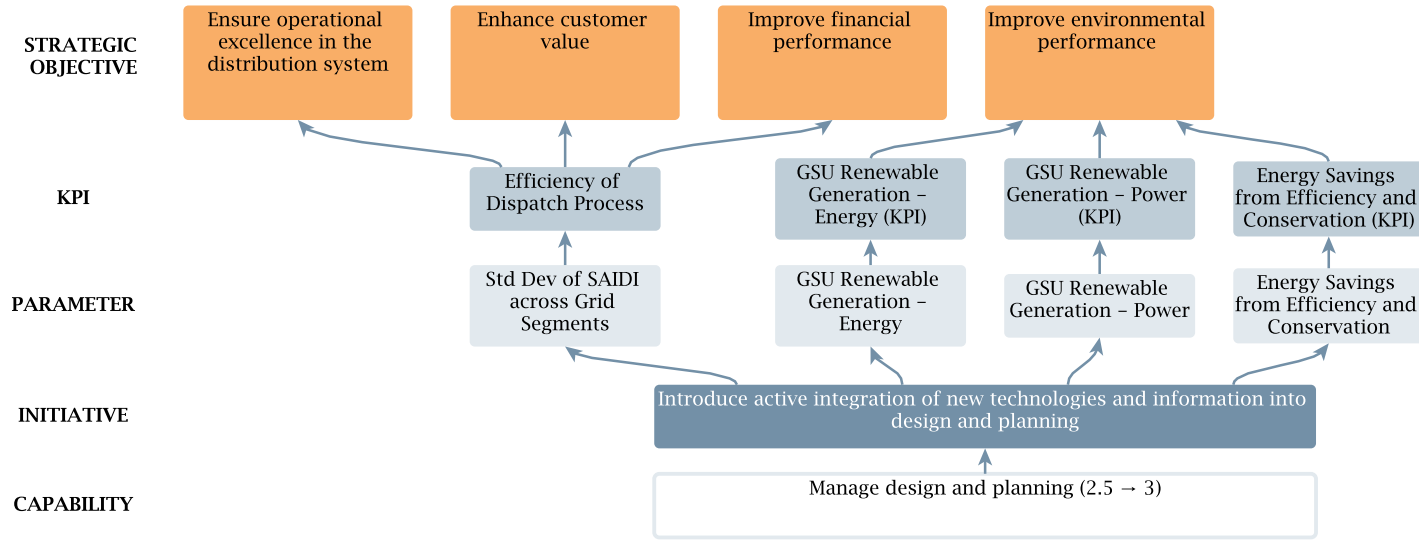 STRATEGIC
OBJECTIVE
Ensure operational
excellence in the
distribution system
Enhance customer
value
Improve financial
performance
Improve environmental
performance
KPI
Efficiency of
Dispatch Process
GSU Renewable
Generation –
Energy (KPI)
GSU Renewable
Generation – Power
(KPI)
Energy Savings
from Efficiency and
Conservation (KPI)
PARAMETER
Std Dev of SAIDI
across Grid
Segments
GSU Renewable
Generation –
Energy
GSU Renewable
Generation – Power
Energy Savings
from Efficiency and
Conservation
INITIATIVE
Introduce active integration of new technologies and information into
design and planning
CAPABILITY
Manage design and planning (2.5 → 3)